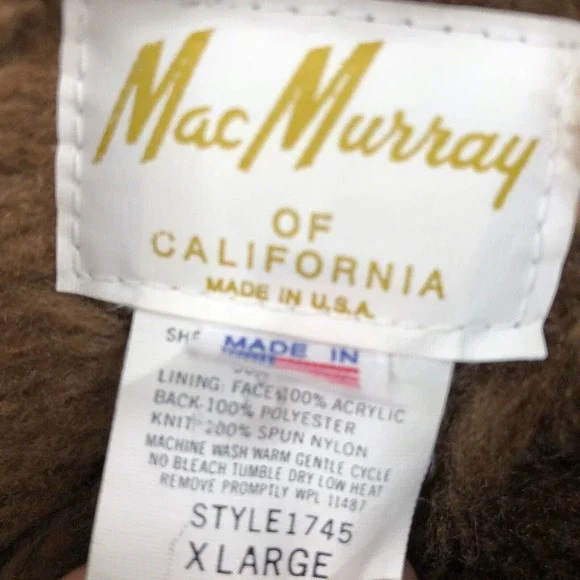 MacMurray
OF
CALIFORNIA
MADE IN U.S.A.
MADE IN
LINING: FACE 100% ACRYLIC
BACK-100% POLYESTER
KNIT-100% SPUN NYLON
MACHINE WASH WARM GENTLE CYCLE
NO BLEACH TUMBLE DRY LOW HEAT
REMOVE PROMPTLY WPL 11487
STYLE1745
XLARGE